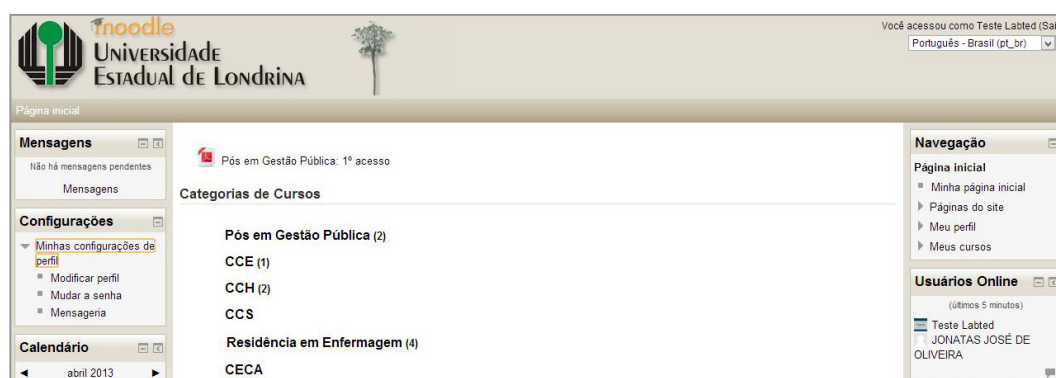 moodle
Universidade
Estadual de Londrina
Você acessou como Teste Labted (Sai
Português - Brasil (pt_br)
Página inicial
Mensagens
Não há mensagens pendentes
Mensagens
Configurações
Minhas configurações de
perfil
Modificar perfil
Mudar a senha
Mensageria
Calendário
abril 2013
Pós em Gestão Pública: 1º acesso
Categorias de Cursos
Pós em Gestão Pública (2)
CCE (1)
CCH (2)
CCS
Residência em Enfermagem (4)
CECA
Navegação
Página inicial
Minha página inicial
Páginas do site
Meu perfil
Meus cursos
Usuários Online
(últimos 5 minutos)
Teste Labted
JONATAS JOSÉ DE
OLIVEIRA